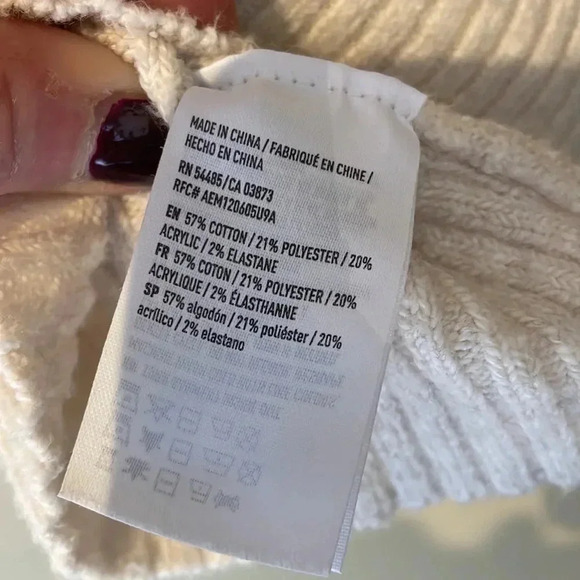 MADE IN CHINA / FABRIQUÉ EN CHINE /
HECHO EN CHINA
RN 54485 / CA 03873
RFC# AEM120605U9A
EN 57% COTTON / 21% POLYESTER / 20%
ACRYLIC / 2% ELASTANE
FR 57% COTON / 21% POLYESTER / 20%
ACRYLIQUE / 2% ÉLASTHANNE
SP 57% algodón / 21% poliéster / 20%
acrílico / 2% elastano